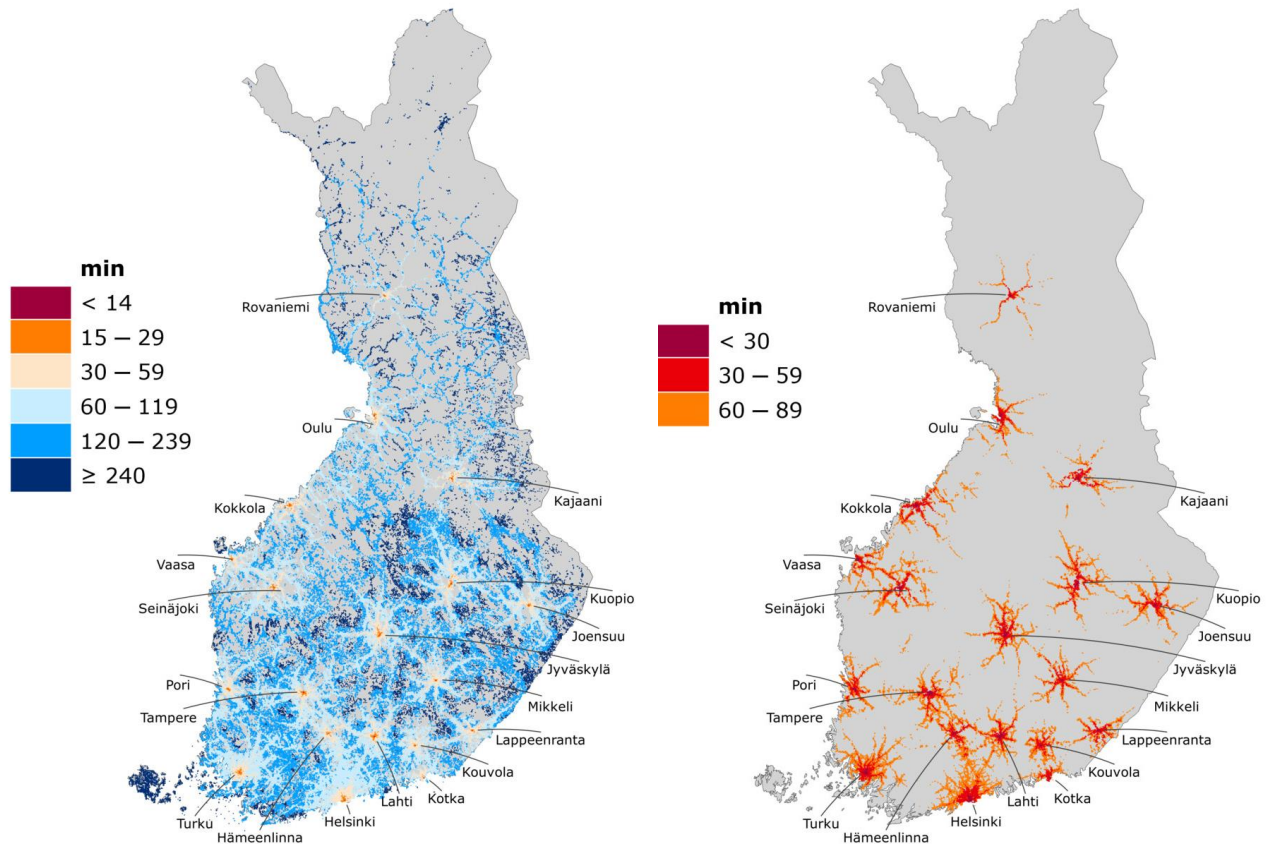 min
< 14
15 – 29
30 – 59
60 – 119
120 – 239
≥ 240
Rovaniemi
Oulu
Kajaani
Kokkola
Vaasa
Seinäjoki
Kuopio
Joensuu
Jyväskylä
Pori
Mikkeli
Tampere
Lappeenranta
Kouvola
Kotka
Lahti
Turku
Helsinki
Hämeenlinna
min
< 30
30 – 59
60 – 89
Rovaniemi
Oulu
Kajaani
Kokkola
Vaasa
Seinäjoki
Kuopio
Joensuu
Jyväskylä
Pori
Mikkeli
Tampere
Lappeenranta
Kouvola
Kotka
Lahti
Turku
Helsinki
Hämeenlinna